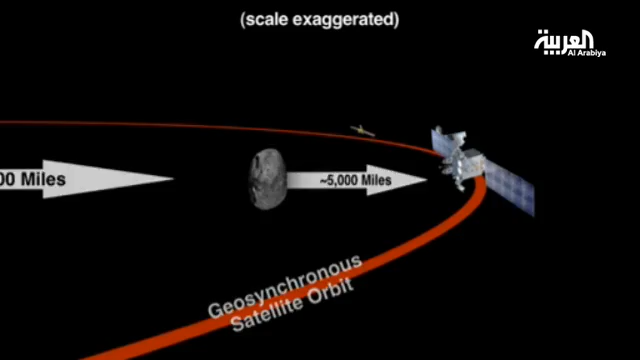 (scale exaggerated)
العربية
Al Arabiya
00 Miles
~5,000 Miles
Geosynchronous
Satellite Orbit